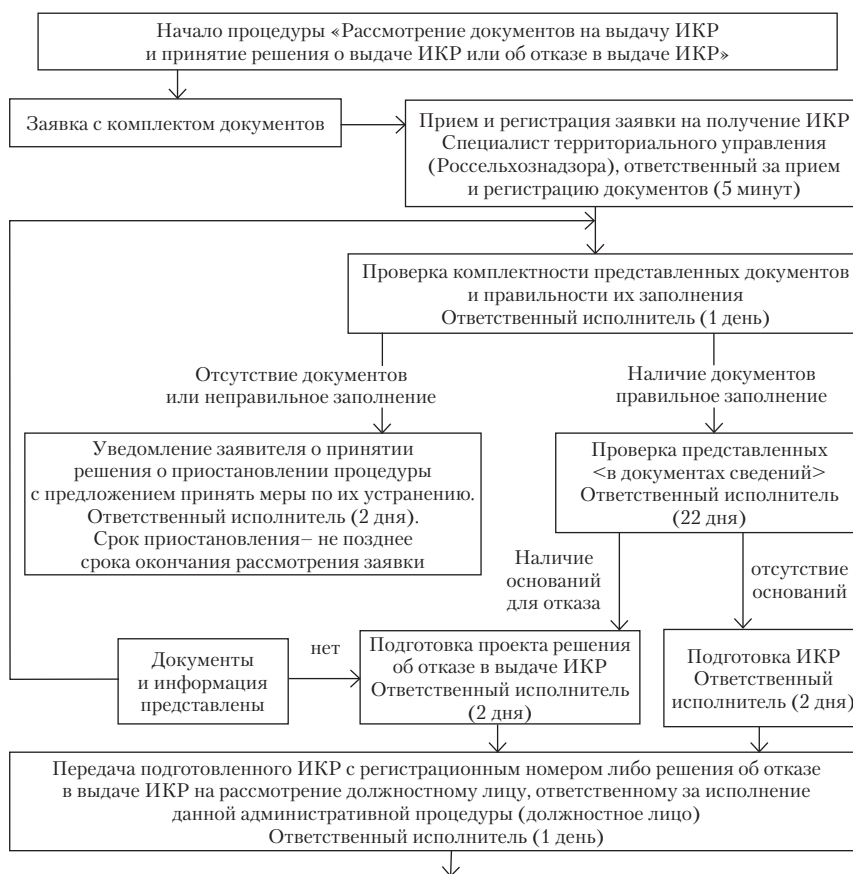 Начало процедуры «Рассмотрение документов на выдачу ИКР
и принятие решения о выдаче ИКР или об отказе в выдаче ИКР»
Заявка с комплектом документов
Прием и регистрация заявки на получение ИКР
Специалист территориального управления
(Россельхознадзора), ответственный за прием
и регистрацию документов (5 минут)
Проверка комплектности представленных документов
и правильности их заполнения
Ответственный исполнитель (1 день)
Отсутствие документов
или неправильное заполнение
Наличие документов
правильное заполнение
Уведомление заявителя о принятии
решения о приостановлении процедуры
с предложением принять меры по их устранению.
Ответственный исполнитель (2 дня).
Срок приостановления– не позднее
срока окончания рассмотрения заявки
Проверка представленных
<в документах сведений>
Ответственный исполнитель
(22 дня)
Наличие
оснований
для отказа
отсутствие
оснований
Документы
и информация
представлены
нет
Подготовка проекта решения
об отказе в выдаче ИКР
Ответственный исполнитель
(2 дня)
Подготовка ИКР
Ответственный
исполнитель (2 дня)
Передача подготовленного ИКР с регистрационным номером либо решения об отказе
в выдаче ИКР на рассмотрение должностному лицу, ответственному за исполнение
данной административной процедуры (должностное лицо)
Ответственный исполнитель (1 день)